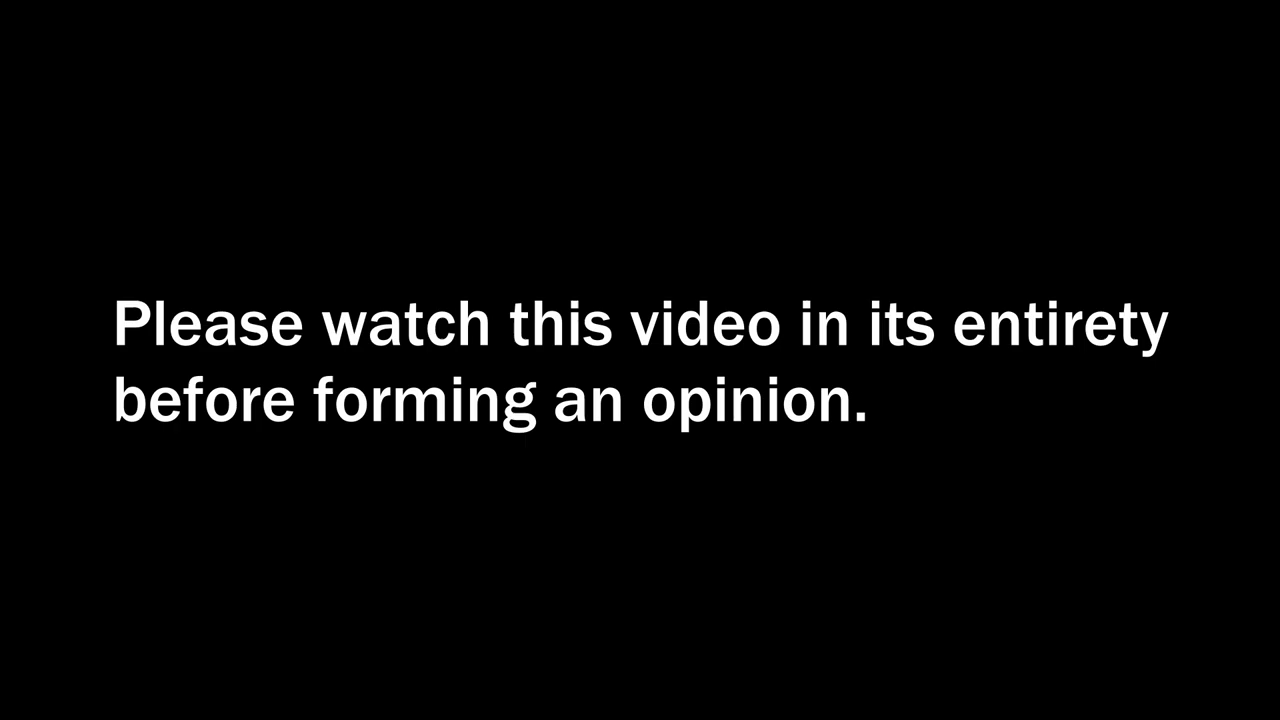 Please watch this video in its entirety
before forming an opinion.